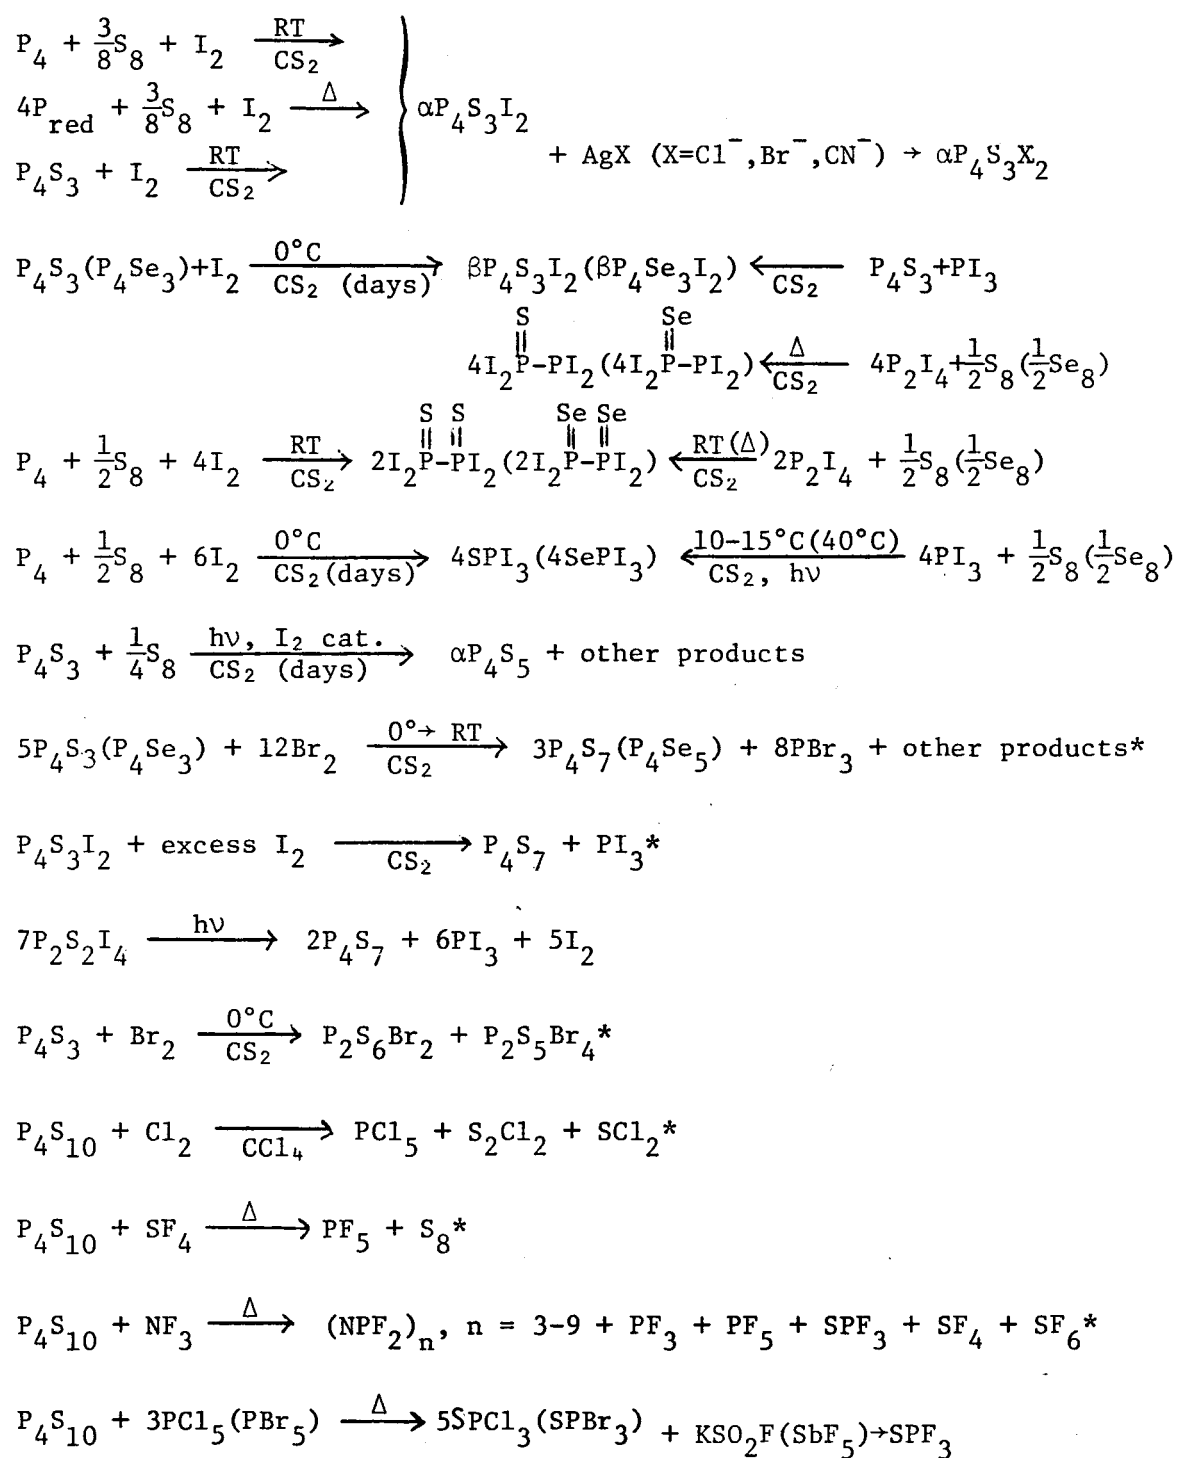 P₄ + 3/8S₈ + I₂ RT→CS₂
4P_red + 3/8S₈ + I₂ Δ→ } αP₄S₃I₂
P₄S₃ + I₂ RT→CS₂ + AgX (X=Cl⁻,Br⁻,CN⁻) → αP₄S₃X₂
P₄S₃(P₄Se₃)+I₂ 0°C→CS₂ (days) βP₄S₃I₂(βP₄Se₃I₂) ←CS₂ P₄S₃+PI₃
S Se
4I₂P-PI₂(4I₂P-PI₂) Δ←CS₂ 4P₂I₄+1/2S₈(1/2Se₈)
S S Se Se
P₄ + 1/2S₈ + 4I₂ RT→CS₂ 2I₂P-PI₂(2I₂P-PI₂) RT(Δ)←CS₂ 2P₂I₄ + 1/2S₈(1/2Se₈)
P₄ + 1/2S₈ + 6I₂ 0°C→CS₂(days) 4SPI₃(4SePI₃) 10-15°C(40°C)←CS₂, hν 4PI₃ + 1/2S₈(1/2Se₈)
P₄S₃ + 1/4S₈ hν, I₂ cat.→CS₂ (days) αP₄S₅ + other products
5P₄S₃(P₄Se₃) + 12Br₂ 0°→ RT→CS₂ 3P₄S₇(P₄Se₅) + 8PBr₃ + other products*
P₄S₃I₂ + excess I₂ →CS₂ P₄S₇ + PI₃*
7P₂S₂I₄ hν→ 2P₄S₇ + 6PI₃ + 5I₂
P₄S₃ + Br₂ 0°C→CS₂ P₂S₆Br₂ + P₂S₅Br₄*
P₄S₁₀ + Cl₂ →CCl₄ PCl₅ + S₂Cl₂ + SCl₂*
P₄S₁₀ + SF₄ Δ→ PF₅ + S₈*
P₄S₁₀ + NF₃ Δ→ (NPF₂)ₙ, n = 3-9 + PF₃ + PF₅ + SPF₃ + SF₄ + SF₆*
P₄S₁₀ + 3PCl₅(PBr₅) Δ→ 5SPCl₃(SPBr₃) + KSO₂F(SbF₅)→SPF₃